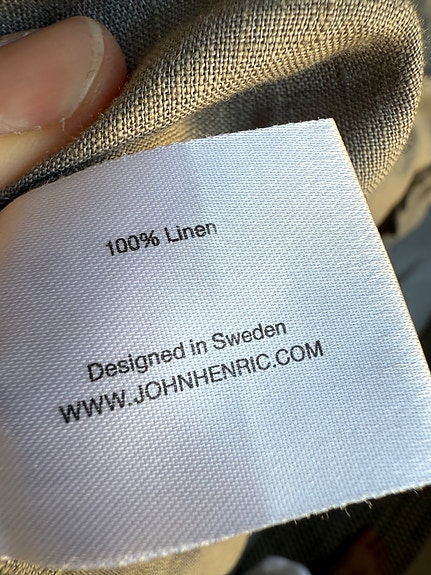 100% Linen
Designed in Sweden
WWW.JOHNHENRIC.COM